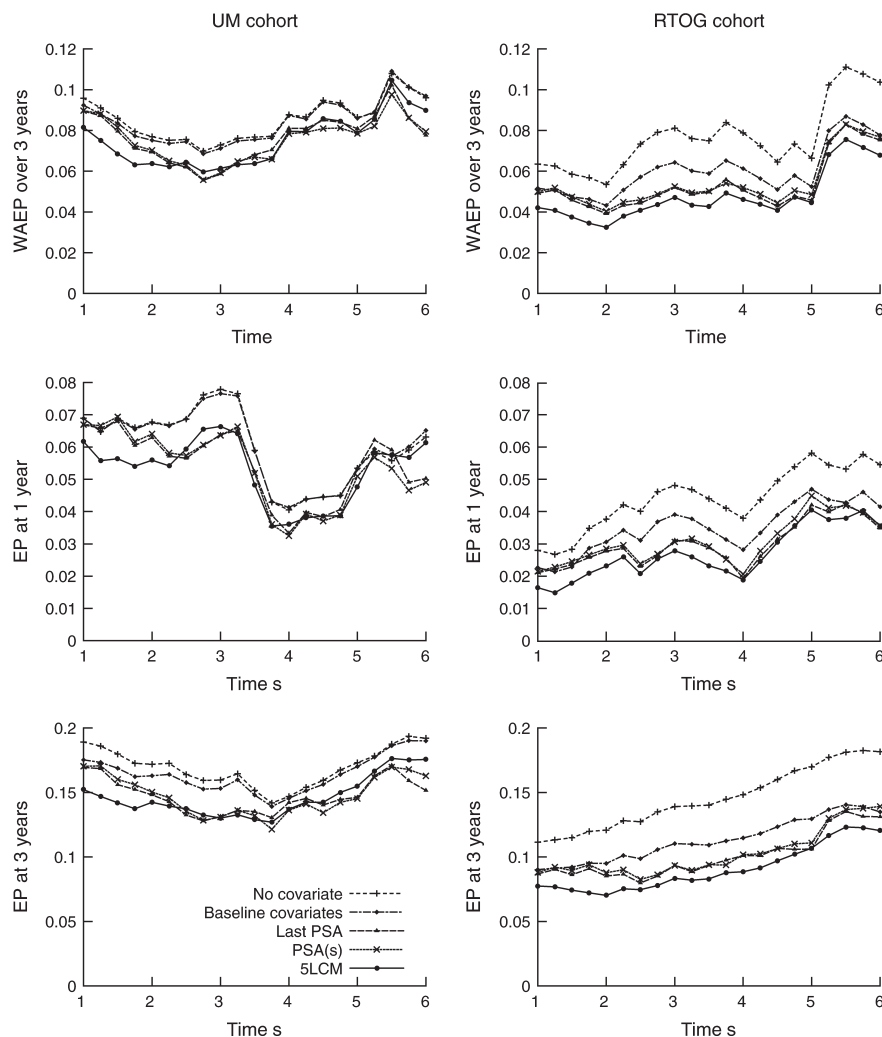 UM cohort
RTOG cohort
WAEP over 3 years
0.12
0.1
0.08
0.06
0.04
0.02
0
1 2 3 4 5 6
Time
WAEP over 3 years
0.12
0.1
0.08
0.06
0.04
0.02
0
1 2 3 4 5 6
Time
EP at 1 year
0.08
0.07
0.06
0.05
0.04
0.03
0.02
0.01
0
1 2 3 4 5 6
Time s
EP at 1 year
0.08
0.07
0.06
0.05
0.04
0.03
0.02
0.01
0
1 2 3 4 5 6
Time s
EP at 3 years
0.2
0.15
0.1
0.05
0
No covariate
Baseline covariates
Last PSA
PSA(s)
5LCM
1 2 3 4 5 6
Time s
EP at 3 years
0.2
0.15
0.1
0.05
0
1 2 3 4 5 6
Time s